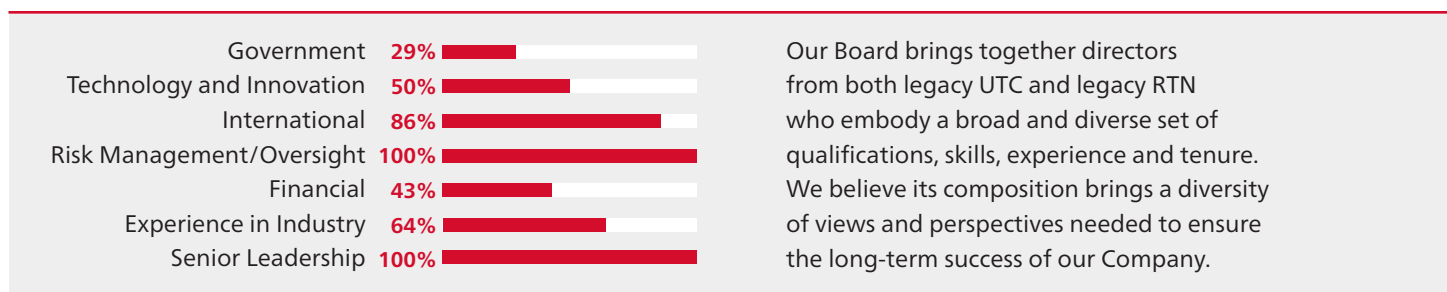 Government 29%
Technology and Innovation 50%
International 86%
Risk Management/Oversight 100%
Financial 43%
Experience in Industry 64%
Senior Leadership 100%
Our Board brings together directors
from both legacy UTC and legacy RTN
who embody a broad and diverse set of
qualifications, skills, experience and tenure.
We believe its composition brings a diversity
of views and perspectives needed to ensure
the long-term success of our Company.